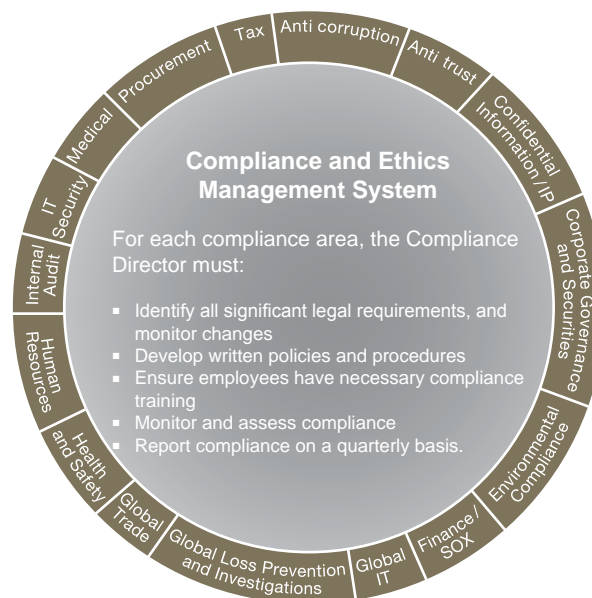 Tax
Anti corruption
Anti trust
Confidential
Information / IP
Corporate Governance
and Securities
Environmental
Compliance
Finance /
SOX
Global
IT
Global Loss Prevention
and Investigations
Global
Trade
Health
and Safety
Human
Resources
Internal
Audit
IT
Security
Medical
Procurement
Compliance and Ethics
Management System
For each compliance area, the Compliance
Director must:
▪ Identify all significant legal requirements, and
monitor changes
▪ Develop written policies and procedures
▪ Ensure employees have necessary compliance
training
▪ Monitor and assess compliance
▪ Report compliance on a quarterly basis.